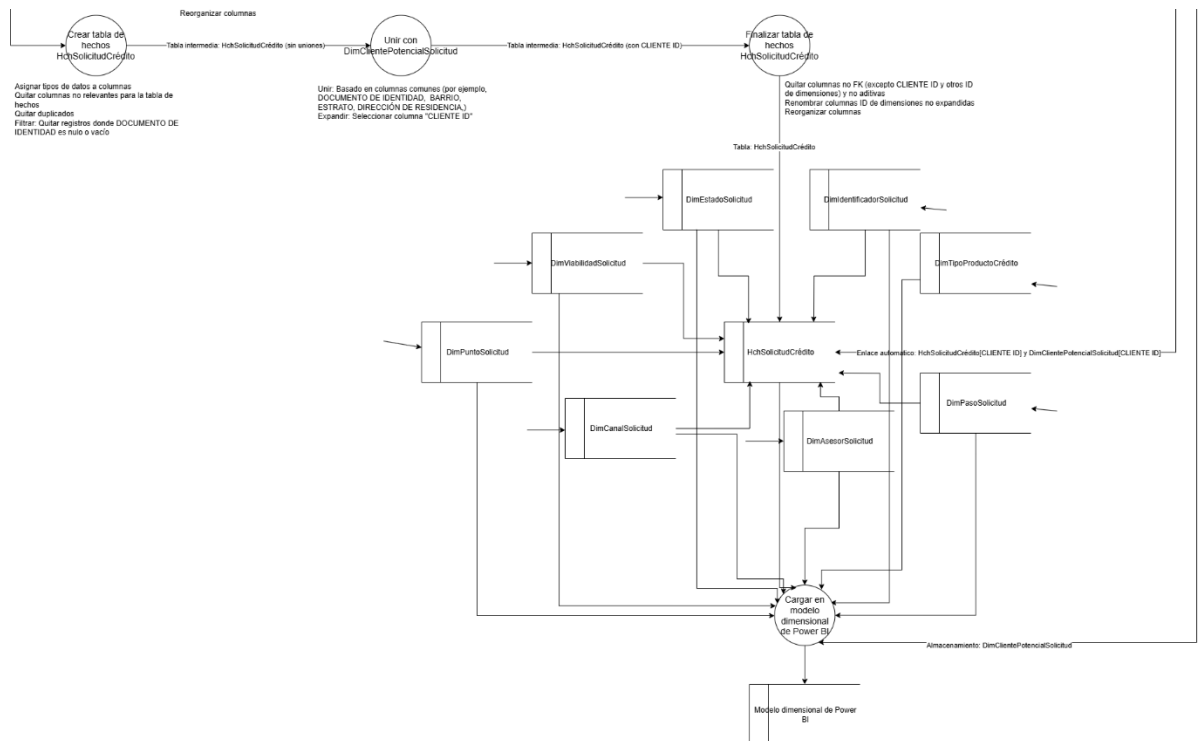 Reorganizar columnas
Crear tabla de
hechos
HchSolicitudCrédito
Tabla intermedia: HchSolicitudCrédito (sin uniones)
Unir con
DimClientePotencialSolicitud
Tabla intermedia: HchSolicitudCrédito (con CLIENTE ID)
Finalizar tabla de
hechos
HchSolicitudCrédito
Asignar tipos de datos a columnas
Quitar columnas no relevantes para la tabla de
hechos
Quitar duplicados
Filtrar: Quitar registros donde DOCUMENTO DE
IDENTIDAD es nulo o vacío
Unir: Basado en columnas comunes (por ejemplo,
DOCUMENTO DE IDENTIDAD, BARRIO,
ESTRATO, DIRECCIÓN DE RESIDENCIA,)
Expandir: Seleccionar columna "CLIENTE ID"
Quitar columnas no FK (excepto CLIENTE ID y otros ID
de dimensiones) y no aditivas
Renombrar columnas ID de dimensiones no expandidas
Reorganizar columnas
Tabla: HchSolicitudCrédito
DimEstadoSolicitud
DimIdentificadorSolicitud
DimViabilidadSolicitud
DimTipoProductoCrédito
DimPuntoSolicitud
HchSolicitudCrédito
Enlace automatico: HchSolicitudCrédito[CLIENTE ID] y DimClientePotencialSolicitud[CLIENTE ID]
DimPasoSolicitud
DimCanalSolicitud
DimAsesorSolicitud
Cargar en
modelo
dimensional
de Power BI
Almacenamiento: DimClientePotencialSolicitud
Modelo dimensional de Power
BI